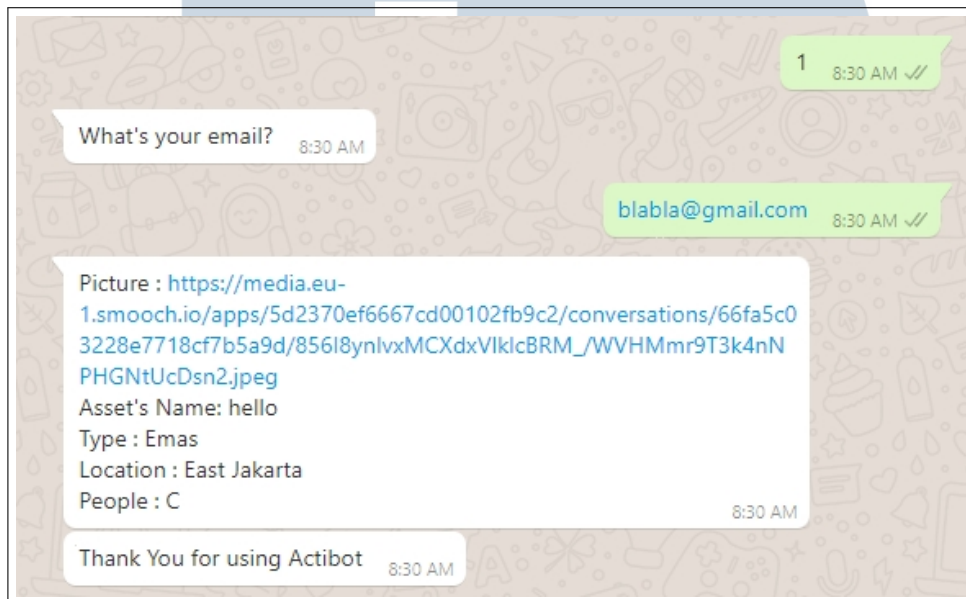 1
8:30 AM
What's your email?
8:30 AM
blabla@gmail.com
8:30 AM
Picture : https://media.eu-
1.smooch.io/apps/5d2370ef6667cd00102fb9c2/conversations/66fa5c0
3228e7718cf7b5a9d/856I8ynlvxMCXdxVlklcBRM_/WVHMmr9T3k4nN
PHGNtUcDsn2.jpeg
Asset's Name: hello
Type : Emas
Location : East Jakarta
People : C
8:30 AM
Thank You for using Actibot
8:30 AM